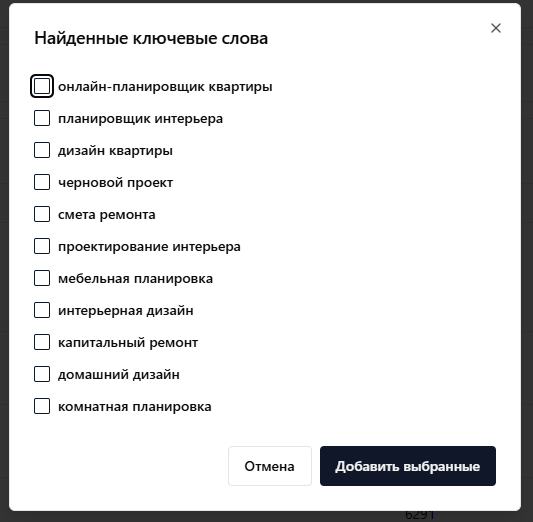 Найденные ключевые слова
онлайн-планировщик квартиры
планировщик интерьера
дизайн квартиры
черновой проект
смета ремонта
проектирование интерьера
мебельная планировка
интерьерная дизайн
капитальный ремонт
домашний дизайн
комнатная планировка
Отмена
Добавить выбранные
6291